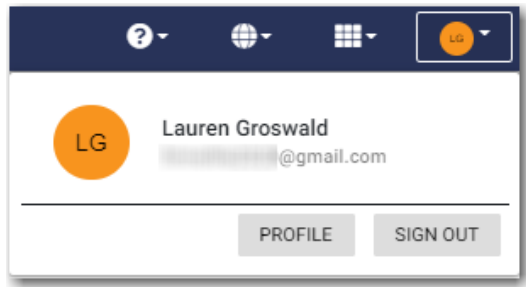 ?
LG
LG
Lauren Groswald
@gmail.com
PROFILE
SIGN OUT